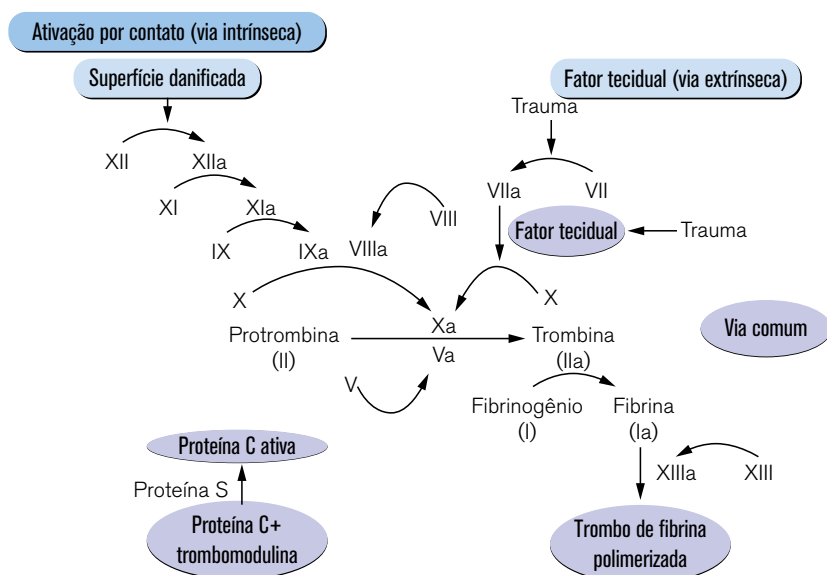 Ativação por contato (via intrínseca)
Superfície danificada
Fator tecidual (via extrínseca)
Trauma
XII
XIIa
VIIa
VII
XI
XIa
VIII
Fator tecidual
Trauma
IX
IXa
VIIIa
X
X
Xa
Via comum
Protrombina
(II)
Va
Trombina
(IIa)
V
Fibrinogênio
(I)
Fibrina
(Ia)
Proteína C ativa
XIIIa
XIII
Proteína S
Proteína C+
trombomodulina
Trombo de fibrina
polimerizada